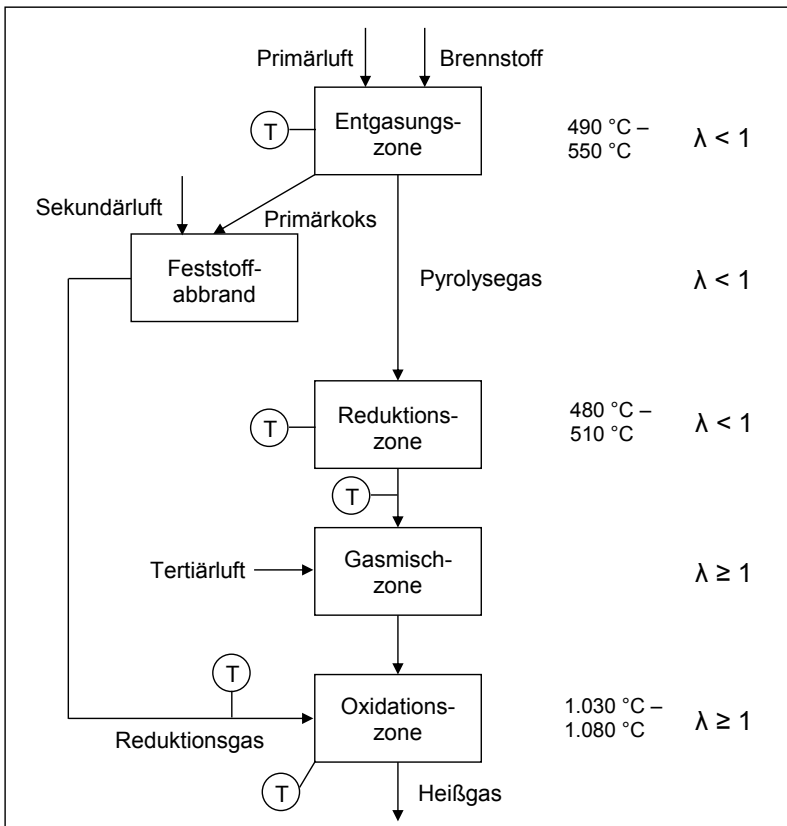 Primärluft
Brennstoff
Entgasungs-
zone
T
490 °C –
550 °C
λ < 1
Sekundärluft
Primärkoks
Feststoff-
abbrand
Pyrolysegas
λ < 1
Reduktions-
zone
T
480 °C –
510 °C
λ < 1
T
Gasmisch-
zone
Tertiärluft
λ ≥ 1
T
Oxidations-
zone
1.030 °C –
1.080 °C
λ ≥ 1
Reduktionsgas
T
Heißgas